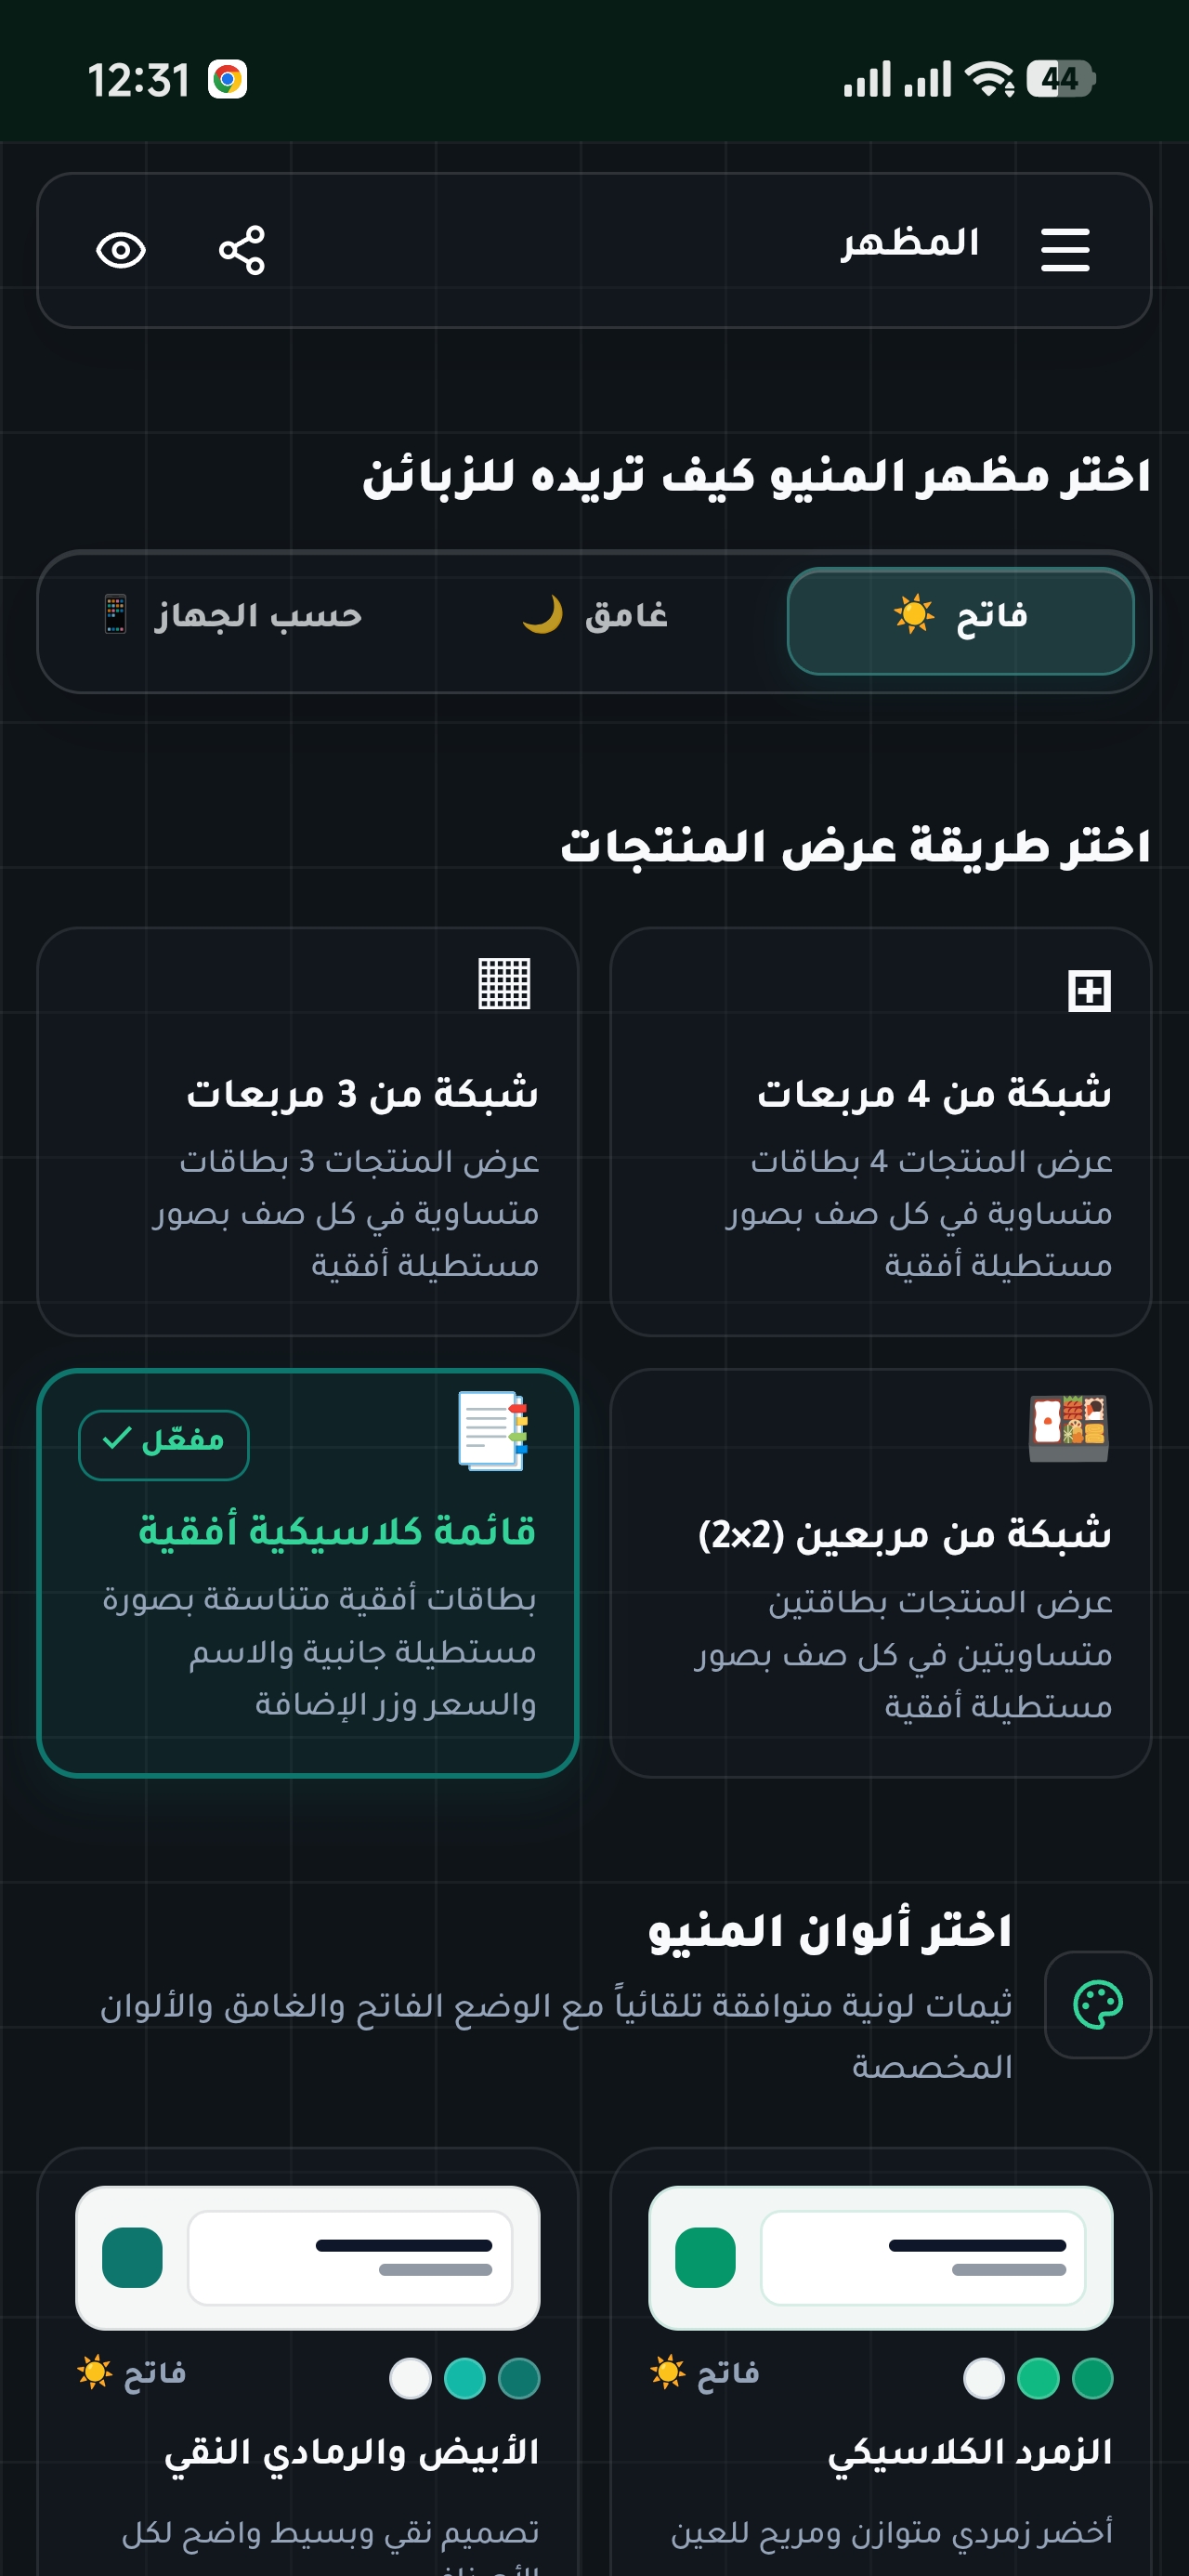 12:31
44
المظهر
اختر مظهر المنيو كيف تريده للزبائن
فاتح ☀️
غامق 🌙
حسب الجهاز 📱
اختر طريقة عرض المنتجات
شبكة من 4 مربعات
عرض المنتجات 4 بطاقات
متساوية في كل صف بصور
مستطيلة أفقية
شبكة من 3 مربعات
عرض المنتجات 3 بطاقات
متساوية في كل صف بصور
مستطيلة أفقية
شبكة من مربعين (2×2)
عرض المنتجات بطاقتين
متساويتين في كل صف بصور
مستطيلة أفقية
مفعّل ✓
قائمة كلاسيكية أفقية
بطاقات أفقية متناسقة بصورة
مستطيلة جانبية والاسم
والسعر وزر الإضافة
اختر ألوان المنيو
ثيمات لونية متوافقة تلقائياً مع الوضع الفاتح والغامق والألوان
المخصصة
فاتح ☀️
الزمرد الكلاسيكي
أخضر زمردي متوازن ومريح للعين
فاتح ☀️
الأبيض والرمادي النقي
تصميم نقي وبسيط واضح لكل